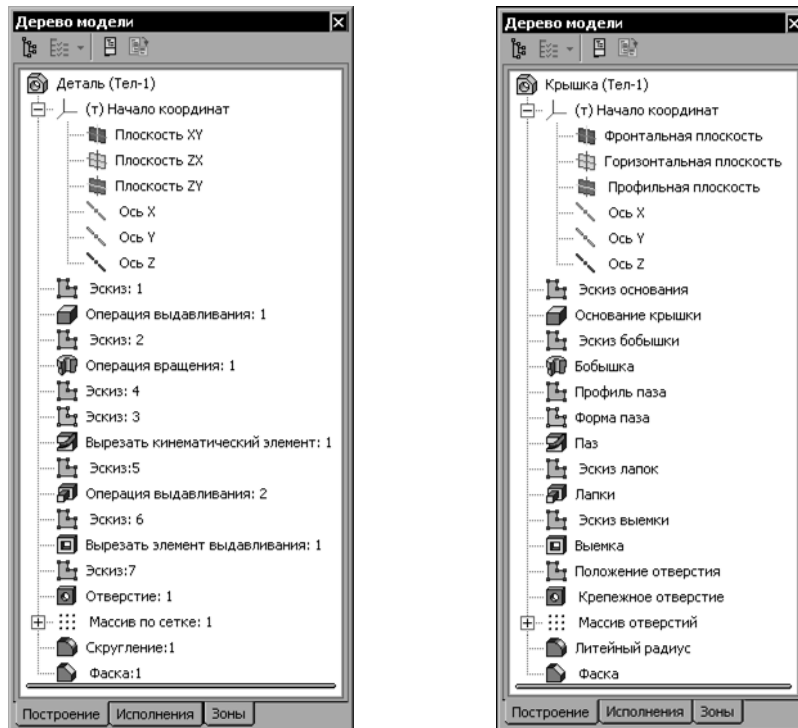 Дерево модели
Деталь (Тел-1)
(т) Начало координат
Плоскость XY
Плоскость ZX
Плоскость ZY
Ось X
Ось Y
Ось Z
Эскиз: 1
Операция выдавливания: 1
Эскиз: 2
Операция вращения: 1
Эскиз: 4
Эскиз: 3
Вырезать кинематический элемент: 1
Эскиз:5
Операция выдавливания: 2
Эскиз: 6
Вырезать элемент выдавливания: 1
Эскиз:7
Отверстие: 1
Массив по сетке: 1
Скругление:1
Фаска:1
Построение Исполнения Зоны
Дерево модели
Крышка (Тел-1)
(т) Начало координат
Фронтальная плоскость
Горизонтальная плоскость
Профильная плоскость
Ось X
Ось Y
Ось Z
Эскиз основания
Основание крышки
Эскиз бобышки
Бобышка
Профиль паза
Форма паза
Паз
Эскиз лапок
Лапки
Эскиз выемки
Выемка
Положение отверстия
Крепежное отверстие
Массив отверстий
Литейный радиус
Фаска
Построение Исполнения Зоны